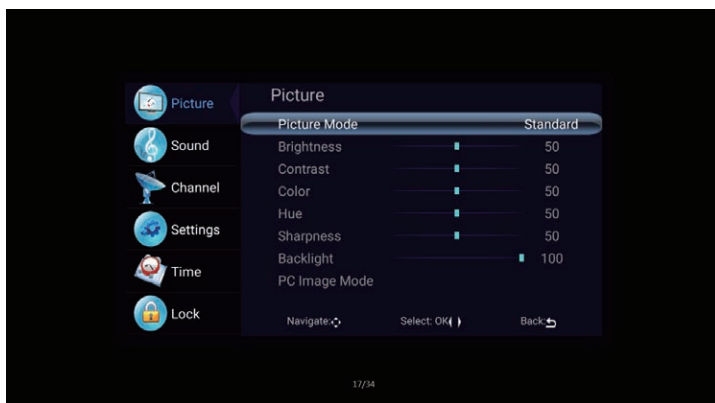 Picture
Sound
Channel
Settings
Time
Lock
Picture
Picture Mode Standard
Brightness 50
Contrast 50
Color 50
Hue 50
Sharpness 50
Backlight 100
PC Image Mode
Navigate: Select: OK( ) Back:
17/34